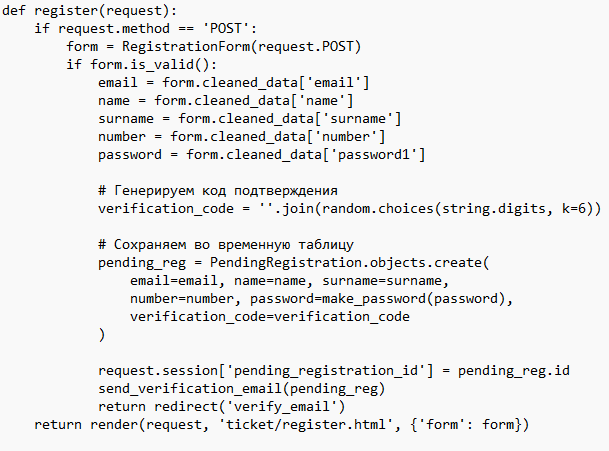 def register(request):
    if request.method == 'POST':
        form = RegistrationForm(request.POST)
        if form.is_valid():
            email = form.cleaned_data['email']
            name = form.cleaned_data['name']
            surname = form.cleaned_data['surname']
            number = form.cleaned_data['number']
            password = form.cleaned_data['password1']

            # Генерируем код подтверждения
            verification_code = ''.join(random.choices(string.digits, k=6))

            # Сохраняем во временную таблицу
            pending_reg = PendingRegistration.objects.create(
                email=email, name=name, surname=surname,
                number=number, password=make_password(password),
                verification_code=verification_code
            )

            request.session['pending_registration_id'] = pending_reg.id
            send_verification_email(pending_reg)
            return redirect('verify_email')
    return render(request, 'ticket/register.html', {'form': form})